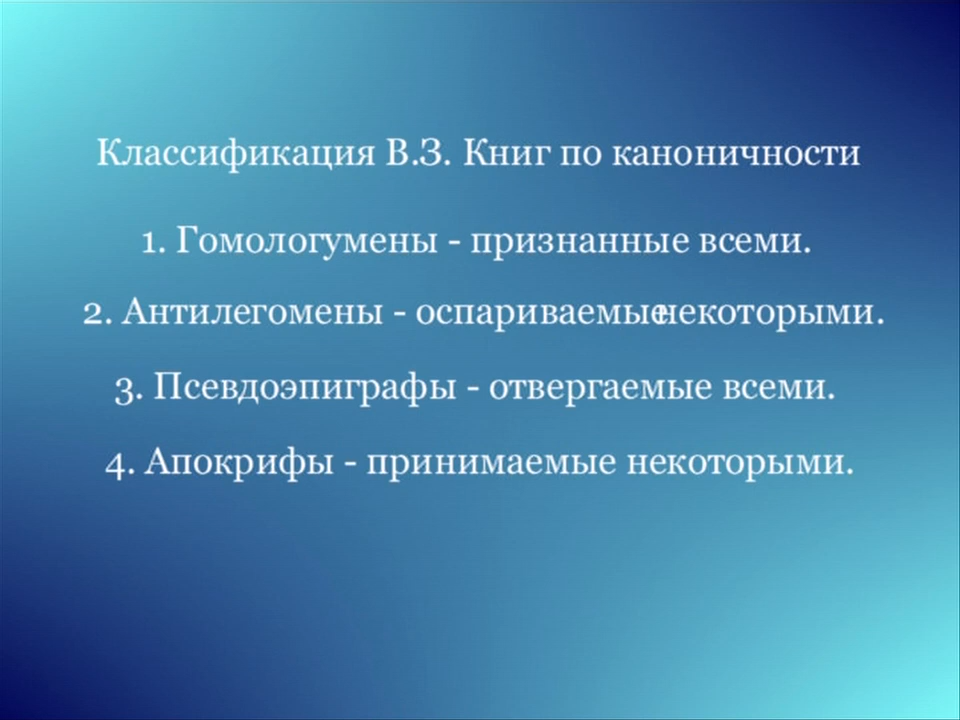 Классификация В.З. Книг по каноничности
1. Гомологумены - признанные всеми.
2. Антилегомены - оспариваемые некоторыми.
3. Псевдоэпиграфы - отвергаемые всеми.
4. Апокрифы - принимаемые некоторыми.